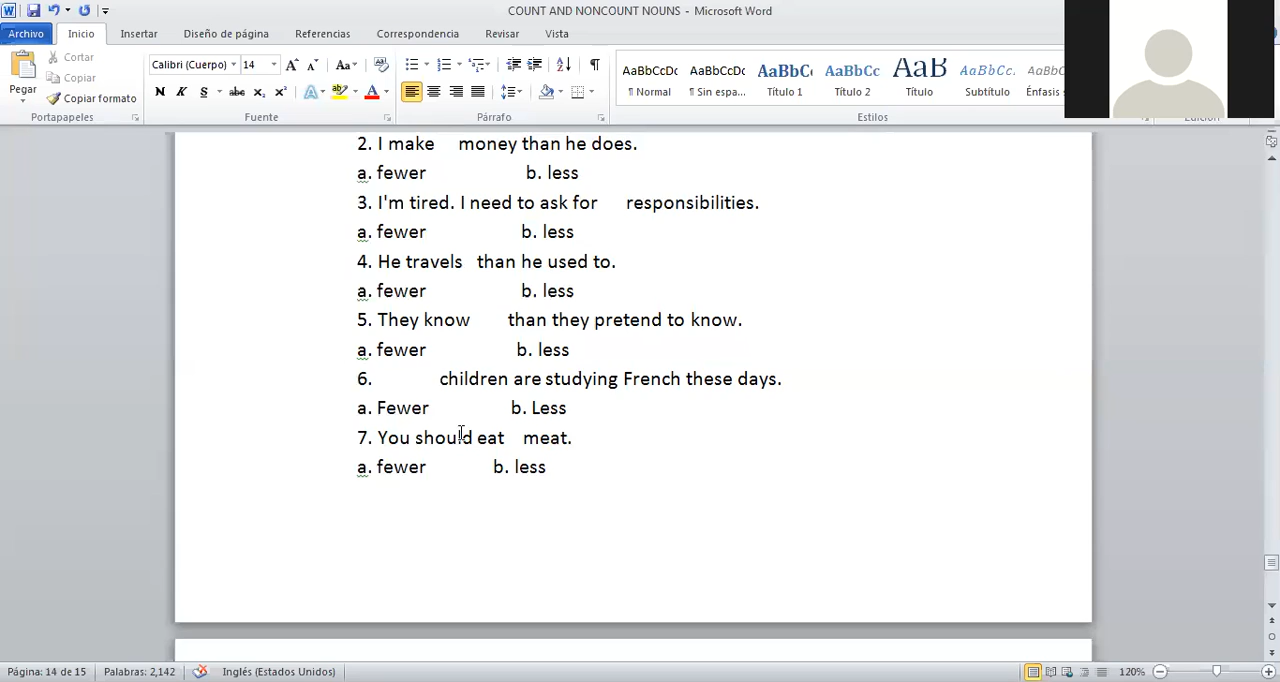 COUNT AND NONCOUNT NOUNS - Microsoft Word
Archivo Inicio Insertar Diseño de página Referencias Correspondencia Revisar Vista
Cortar
Copiar
Pegar Copiar formato
Portapapeles
Calibri (Cuerpo) 14
N K S abc x₂ x²
Fuente
Párrafo
AaBbCcDc AaBbCcDc AaBbC AaBbCc AaB AaBbCc. AaBbC
¶ Normal ¶ Sin espa... Título 1 Título 2 Título Subtítulo Énfasis
Estilos
2. I make money than he does.
a. fewer b. less
3. I'm tired. I need to ask for responsibilities.
a. fewer b. less
4. He travels than he used to.
a. fewer b. less
5. They know than they pretend to know.
a. fewer b. less
6. children are studying French these days.
a. Fewer b. Less
7. You should eat meat.
a. fewer b. less
Página: 14 de 15 Palabras: 2,142 Inglés (Estados Unidos) 120%